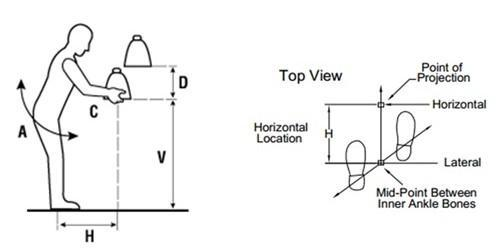 D
C
A
V
H
Top View
Point of
Projection
Horizontal
Horizontal
Location
H
Lateral
Mid-Point Between
Inner Ankle Bones